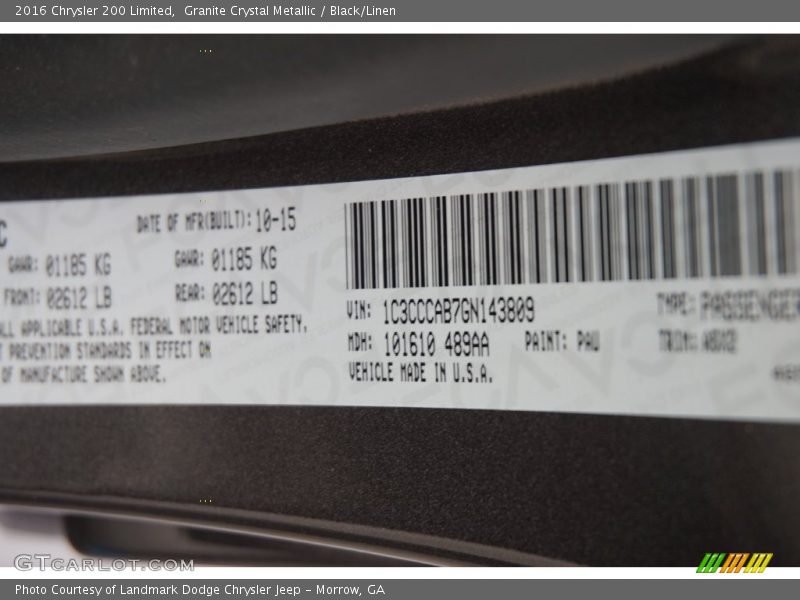 2016 Chrysler 200 Limited,  Granite Crystal Metallic / Black/Linen
C
DATE OF MFR(BUILT): 10-15
GAWR: 01185 KG GAWR: 01185 KG
FRONT: 02612 LB REAR: 02612 LB
ALL APPLICABLE U.S.A. FEDERAL MOTOR VEHICLE SAFETY,
T PREVENTION STANDARDS IN EFFECT ON
OF MANUFACTURE SHOWN ABOVE.
VIN: 1C3CCCAB7GN143809 TYPE: PASSENGER
MDH: 101610 489AA PAINT: PAU TRIM:
VEHICLE MADE IN U.S.A.
GTCARLOT.COM
Photo Courtesy of Landmark Dodge Chrysler Jeep – Morrow, GA